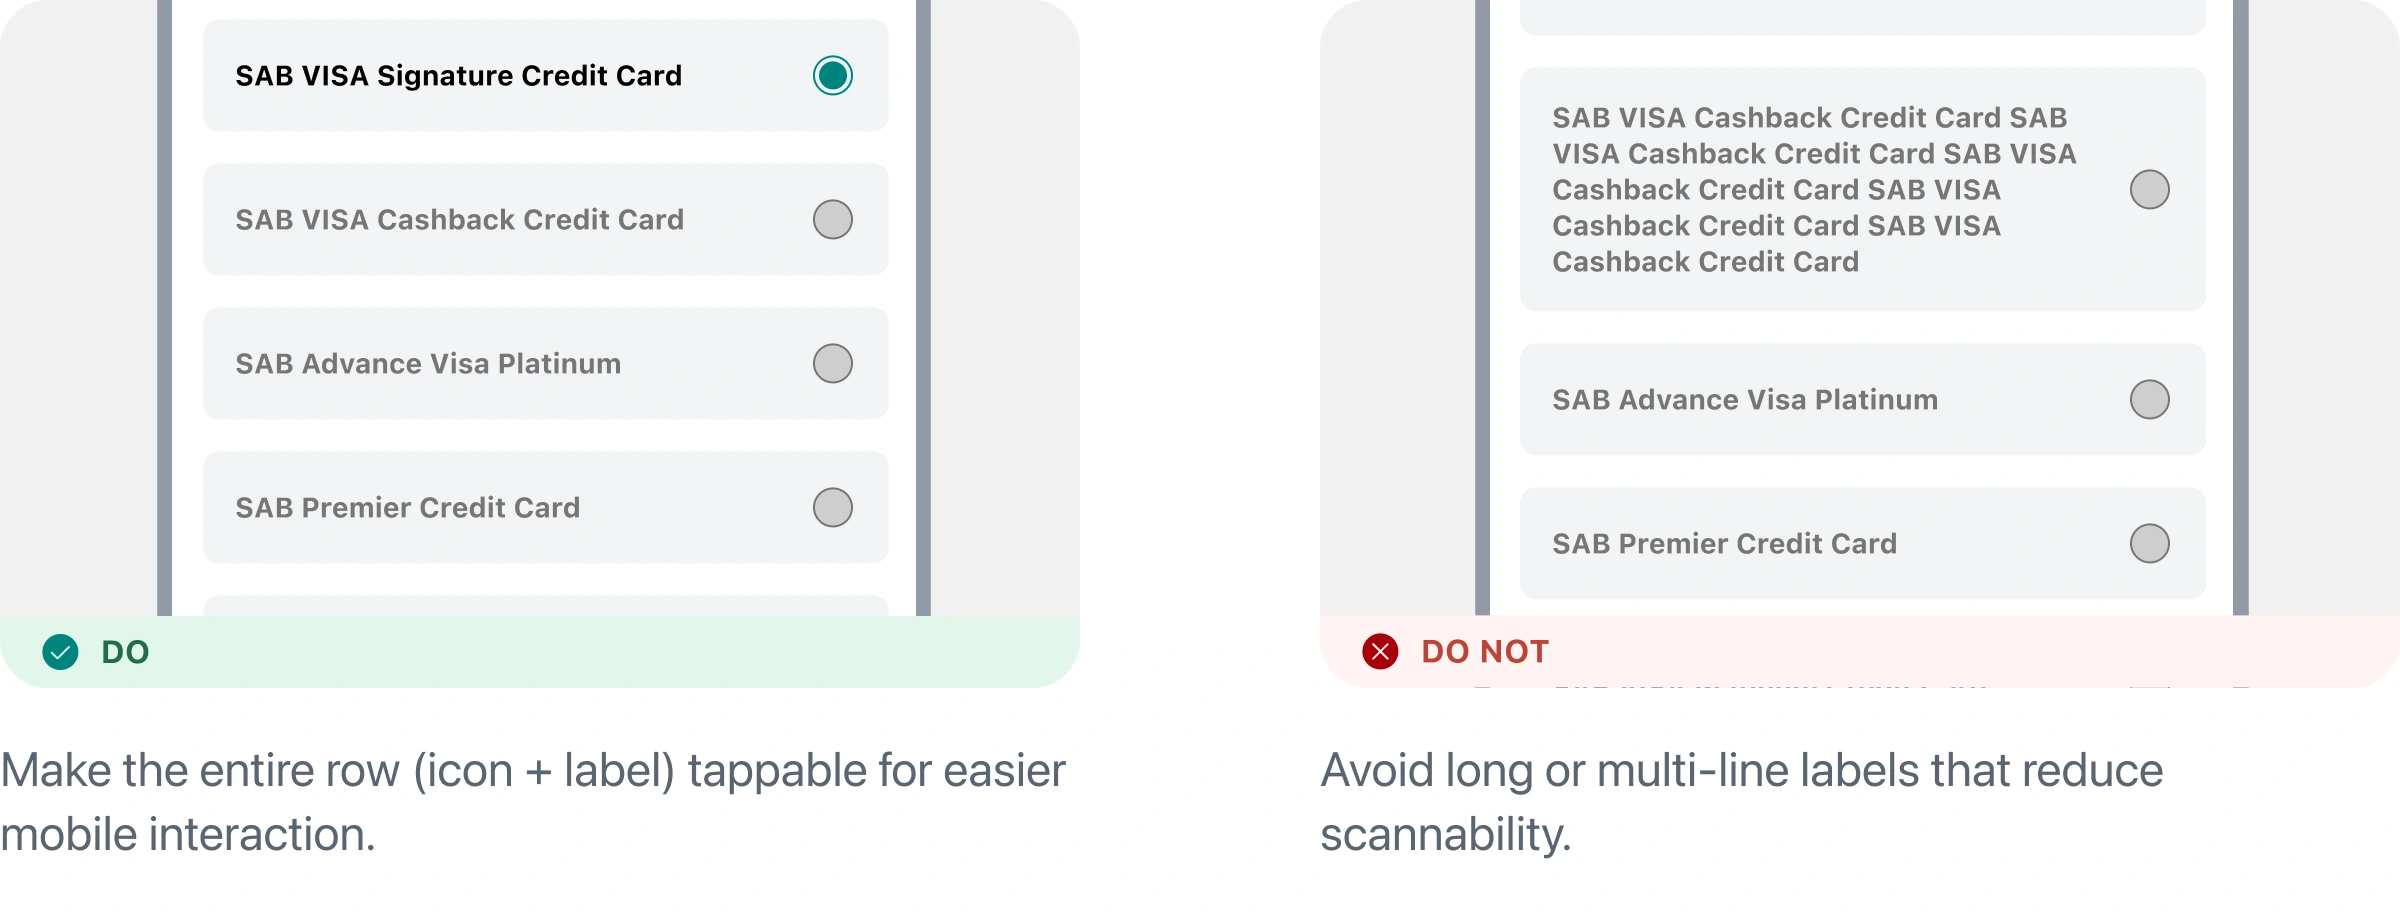 SAB VISA Signature Credit Card
SAB VISA Cashback Credit Card
SAB Advance Visa Platinum
SAB Premier Credit Card
DO
Make the entire row (icon + label) tappable for easier
mobile interaction.
SAB VISA Cashback Credit Card SAB
VISA Cashback Credit Card SAB VISA
Cashback Credit Card SAB VISA
Cashback Credit Card SAB VISA
Cashback Credit Card
SAB Advance Visa Platinum
SAB Premier Credit Card
DO NOT
Avoid long or multi-line labels that reduce
scannability.